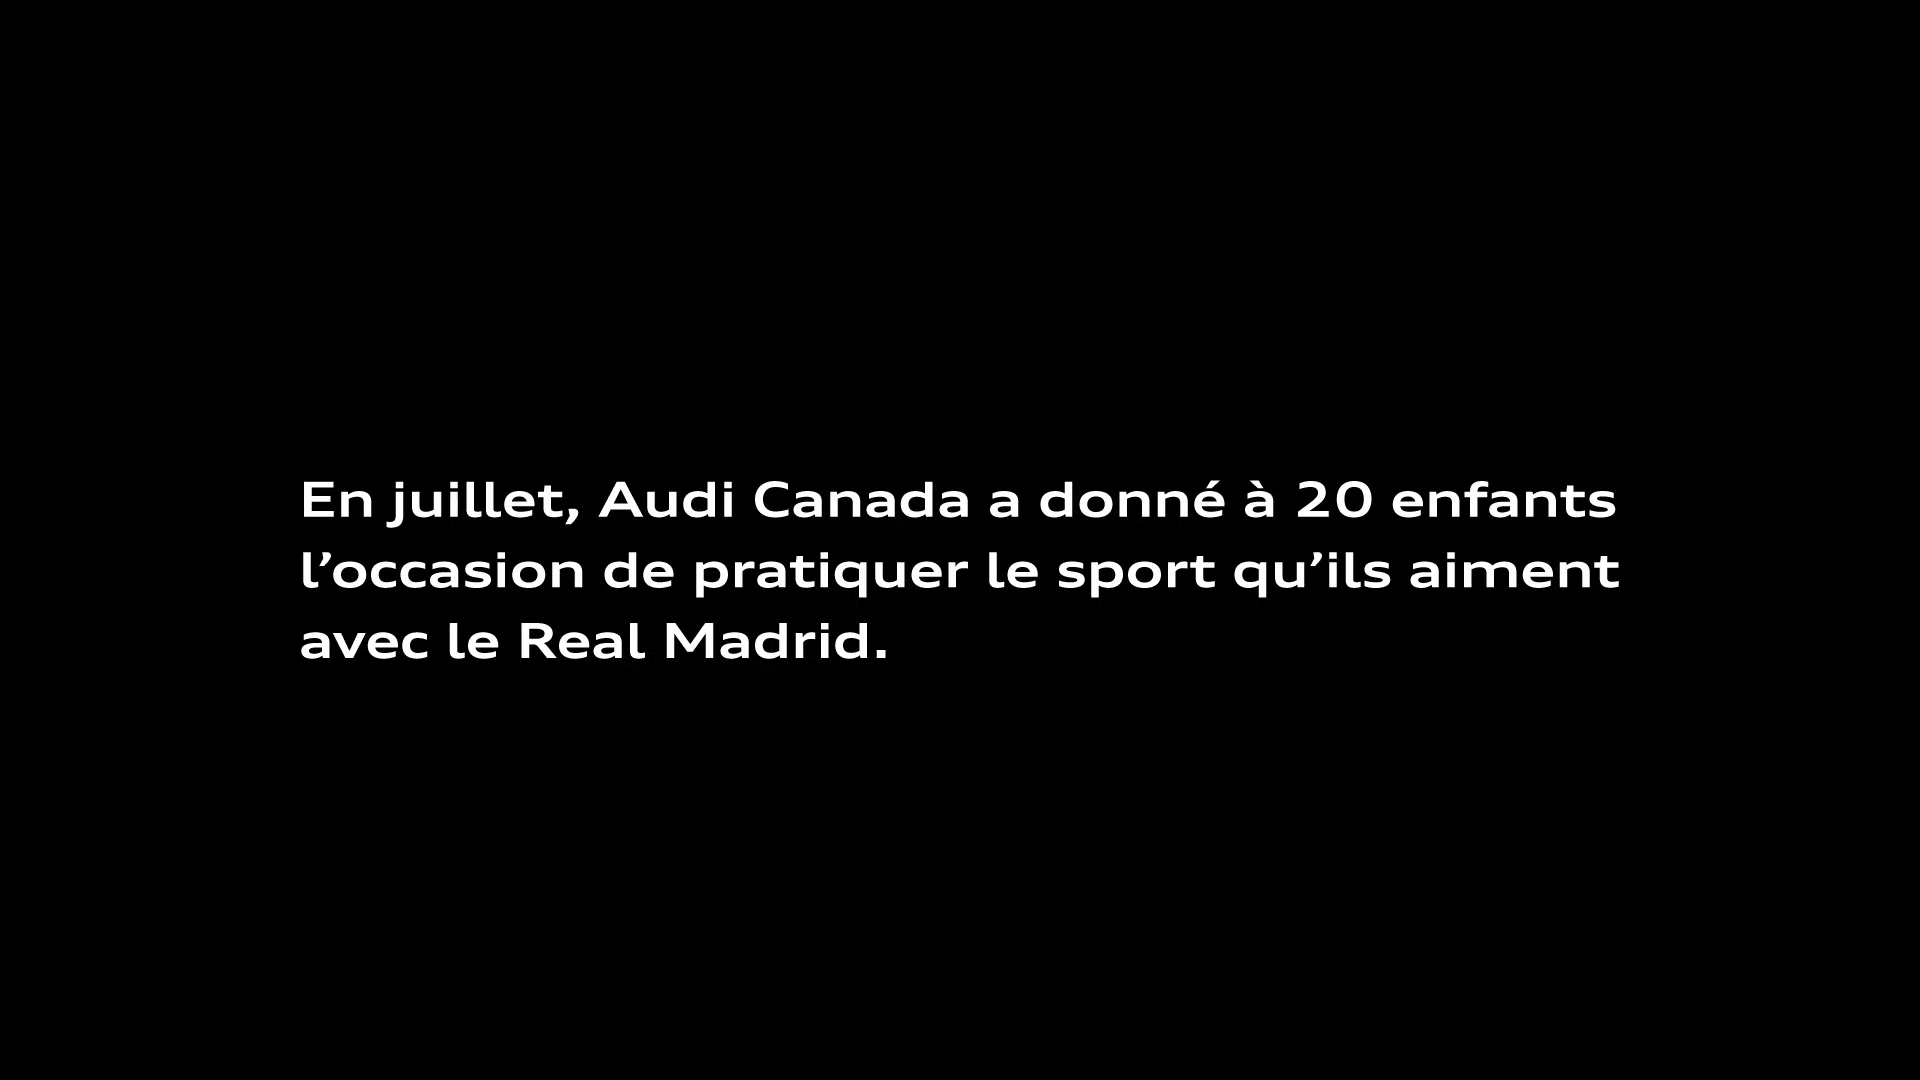 En juillet, Audi Canada a donné à 20 enfants
l’occasion de pratiquer le sport qu’ils aiment
avec le Real Madrid.